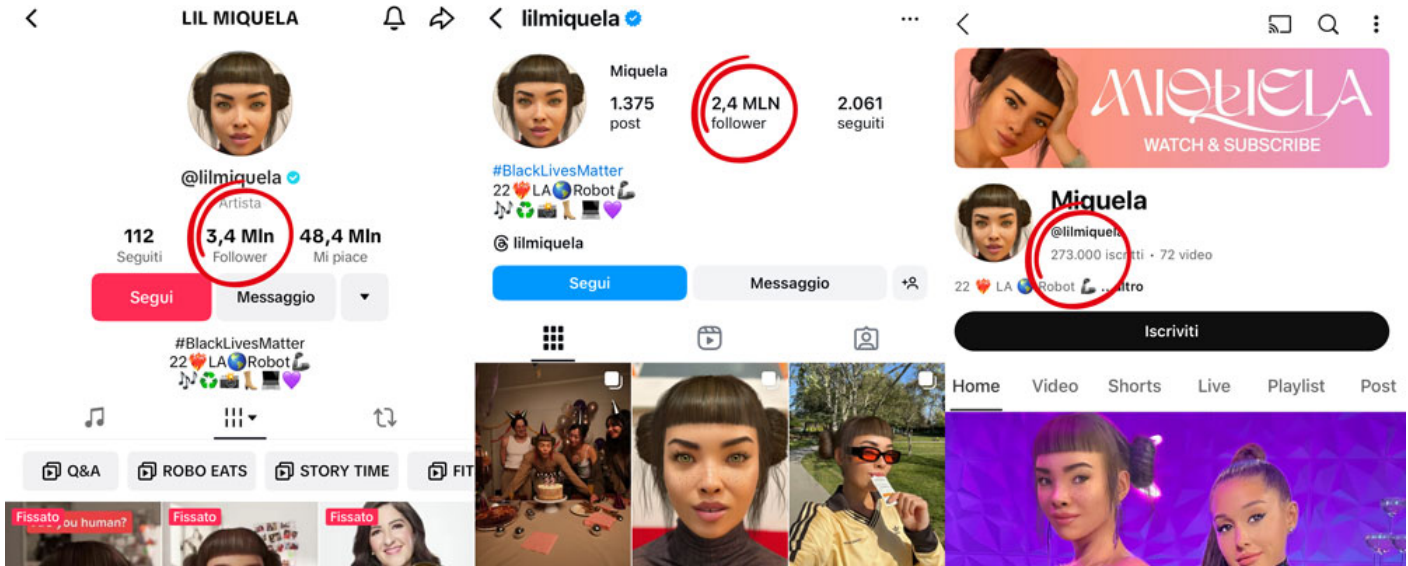 LIL MIQUELA
@lilmiquela
Artista
112
Seguiti
3,4 Mln
Follower
48,4 Mln
Mi piace
Segui
Messaggio
#BlackLivesMatter
22❤️‍🔥LA🌎Robot🦾
🎶♻️📸👢💻💜
Q&A
ROBO EATS
STORY TIME
FIT
Fissato
you human?
Fissato
Fissato
lilmiquela
Miquela
1.375
post
2,4 MLN
follower
2.061
seguiti
#BlackLivesMatter
22❤️‍🔥LA🌎Robot🦾
🎶♻️📸👢💻💜
lilmiquela
Segui
Messaggio
MIQUELA
WATCH & SUBSCRIBE
Miquela
@lilmiquela
273.000 iscritti • 72 video
22 ❤️‍🔥 LA 🌎 Robot 🦾 ...altro
Iscriviti
Home Video Shorts Live Playlist Post